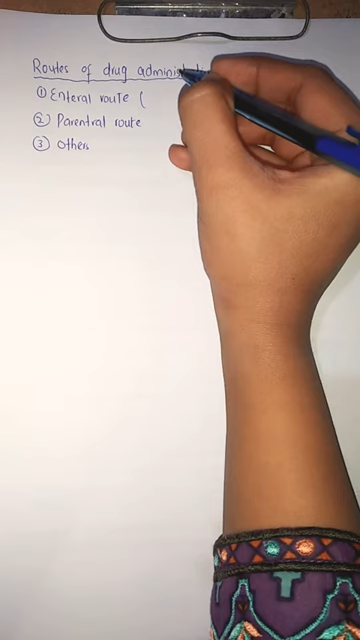 Routes of drug
① Enteral route (
② Parentral route
③ Others